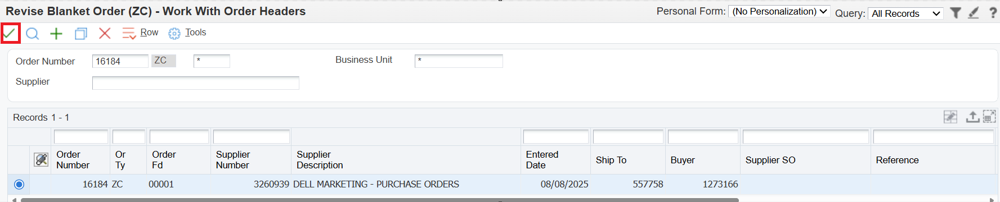 Revise Blanket Order (ZC) - Work With Order Headers
Personal Form: (No Personalization) Query: All Records ?
Row Tools
Order Number 16184 ZC * Business Unit *
Supplier
Records 1 - 1
Order Number Or Ty Order Fd Supplier Number Supplier Description Entered Date Ship To Buyer Supplier SO Reference
16184 ZC 00001 3260939 DELL MARKETING - PURCHASE ORDERS 08/08/2025 557758 1273166